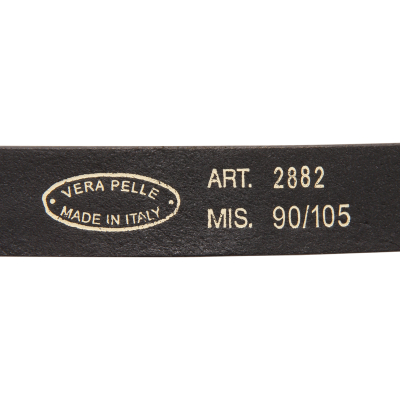 VERA PELLE
MADE IN ITALY
ART. 2882
MIS. 90/105